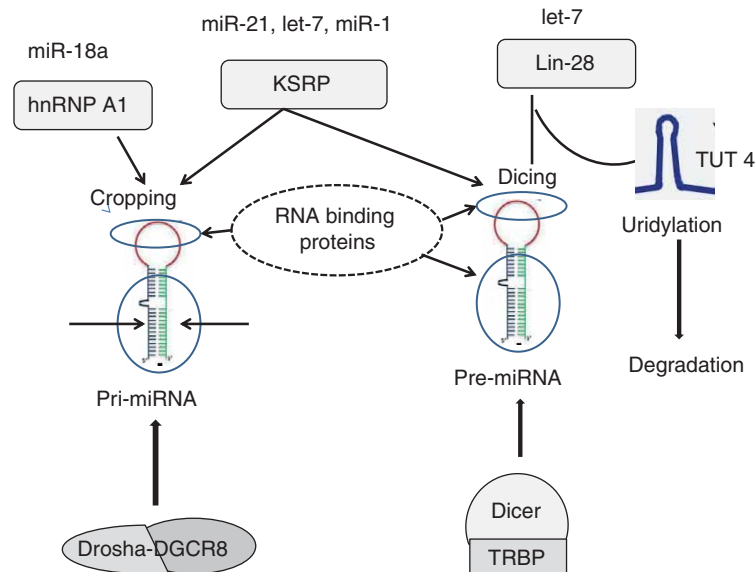 miR-18a
hnRNP A1
miR-21, let-7, miR-1
KSRP
let-7
Lin-28
TUT 4
Cropping
Dicing
RNA binding
proteins
Uridylation
Degradation
Pri-miRNA
Pre-miRNA
Drosha-DGCR8
Dicer
TRBP